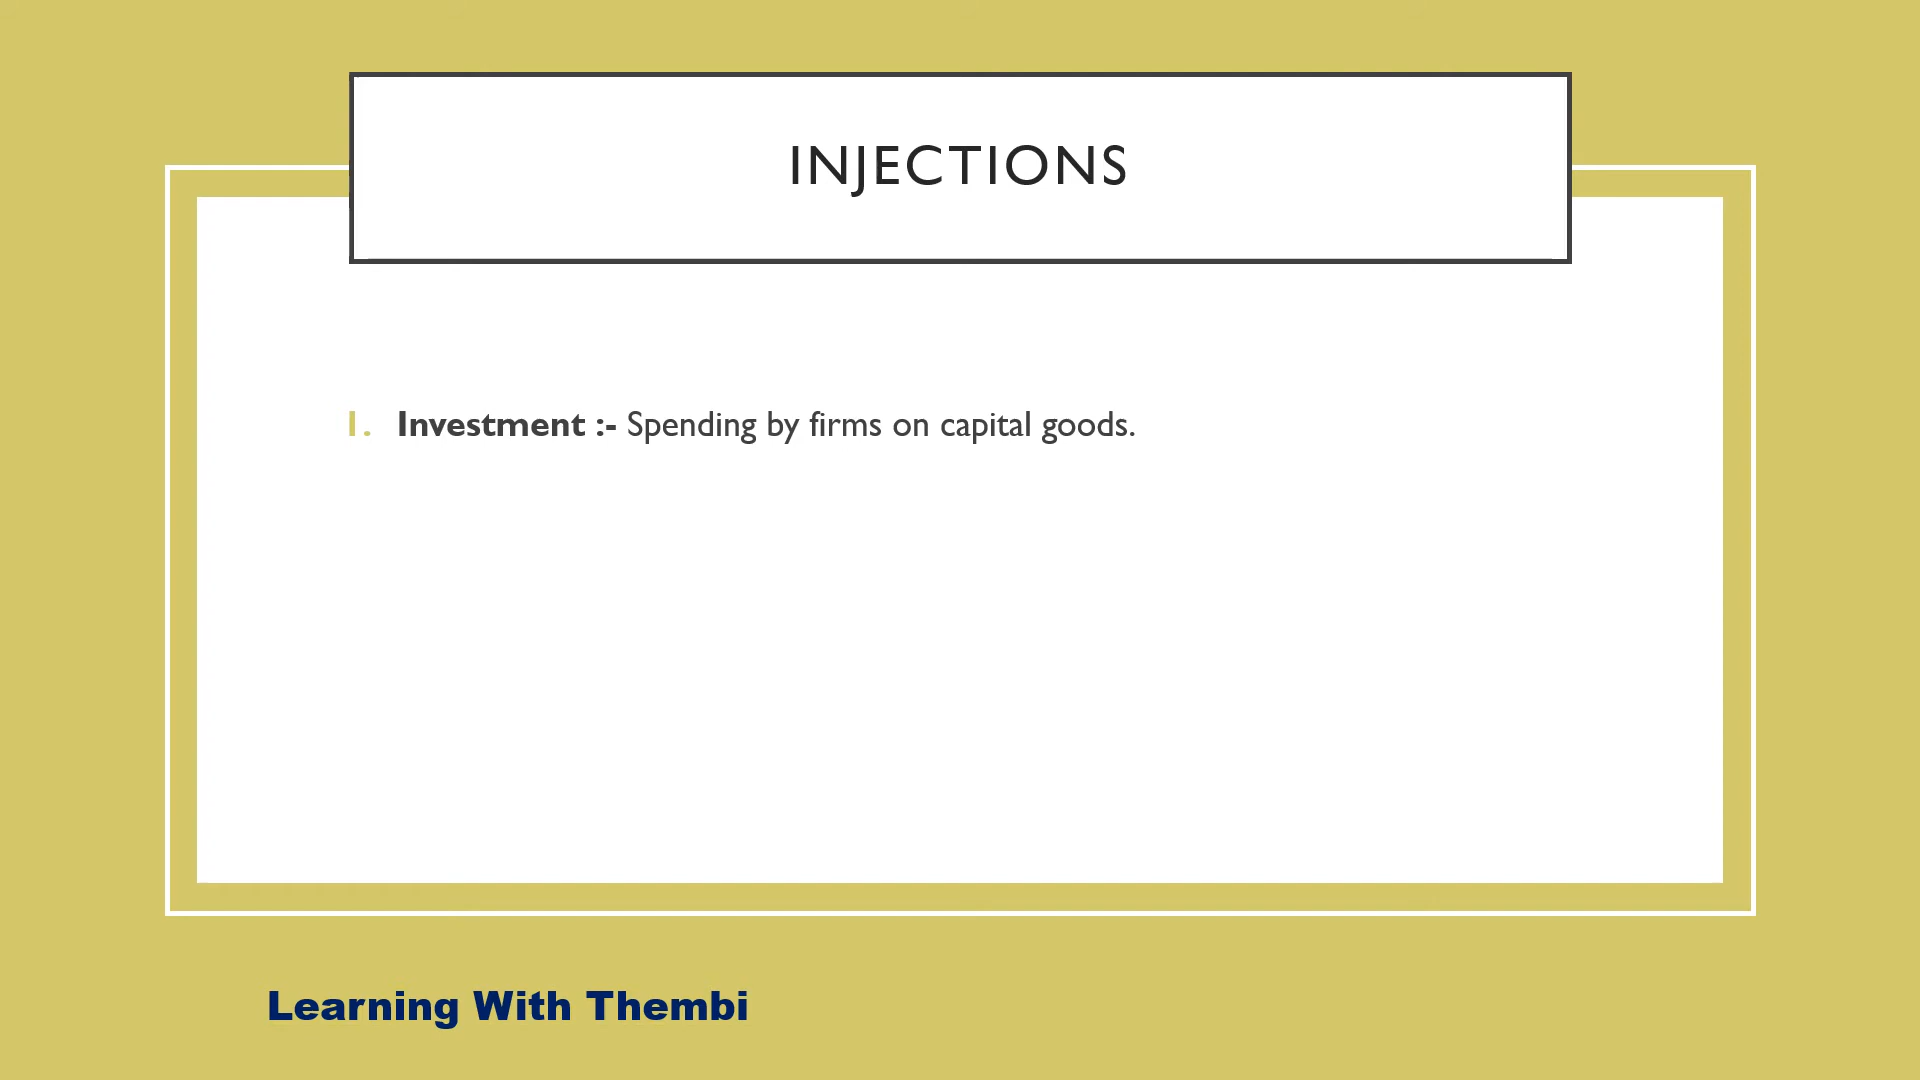 INJECTIONS
1. Investment :- Spending by firms on capital goods.
Learning With Thembi